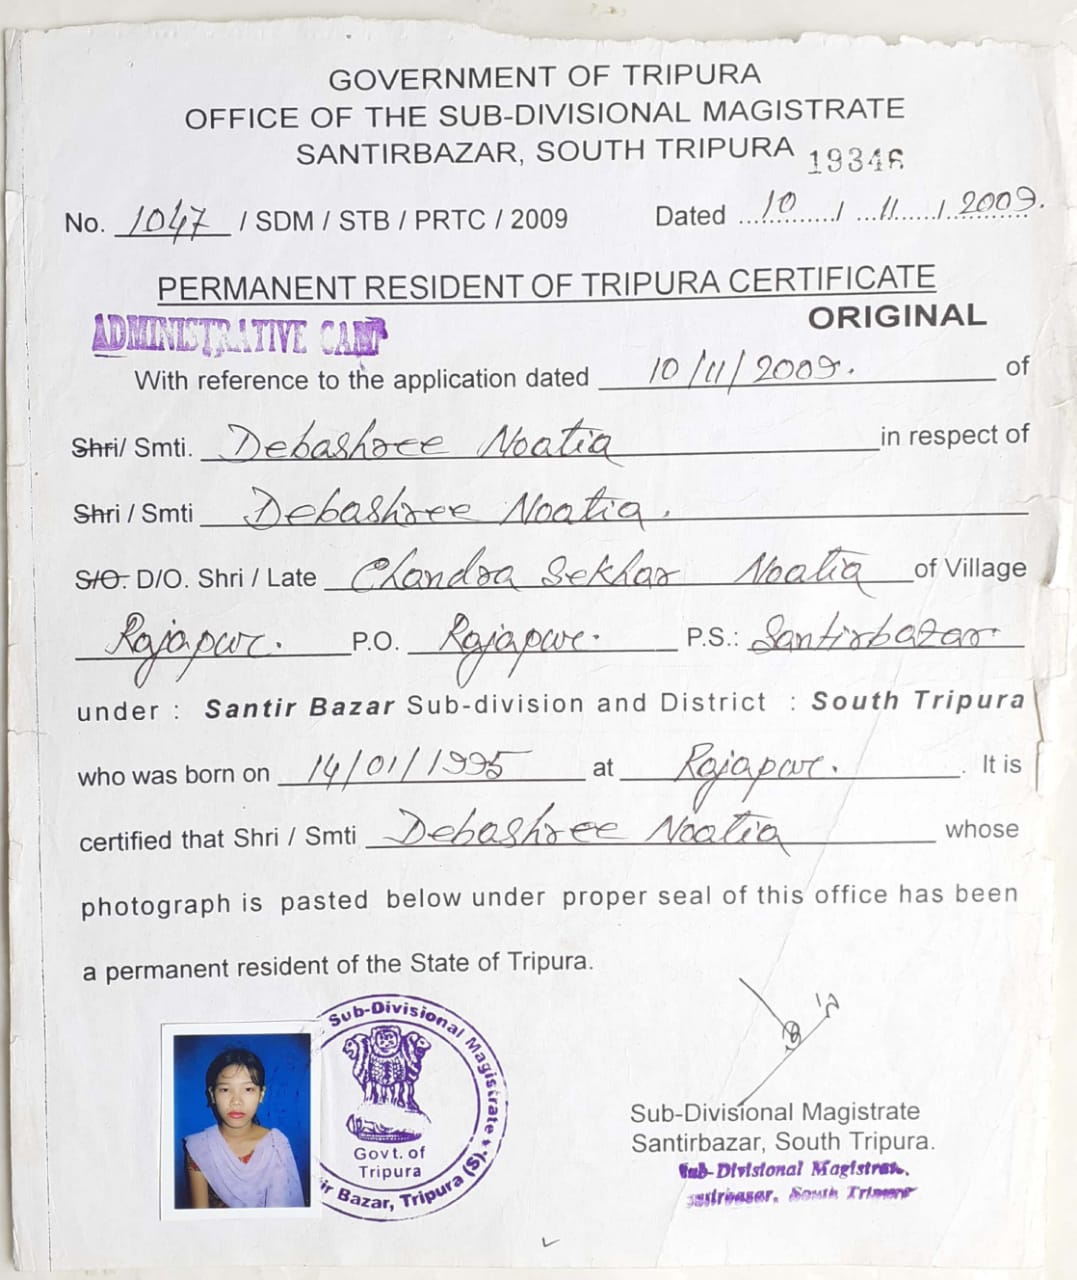 GOVERNMENT OF TRIPURA
OFFICE OF THE SUB-DIVISIONAL MAGISTRATE
SANTIRBAZAR, SOUTH TRIPURA 19346
No. 1047 / SDM / STB / PRTC / 2009 Dated 10 / 11 / 2009.
PERMANENT RESIDENT OF TRIPURA CERTIFICATE
ORIGINAL
ADMINISTRATIVE CAMP
With reference to the application dated 10/11/2009. of
Shri/ Smti. Debashree Noatia in respect of
Shri / Smti Debashree Noatia.
S/O. D/O. Shri / Late Chandra Sekhar Noatia of Village
Rajapur. P.O. Rajapur. P.S.: Santirbazar
under : Santir Bazar Sub-division and District : South Tripura
who was born on 14/01/1995 at Rajapur. . It is
certified that Shri / Smti Debashree Noatia whose
photograph is pasted below under proper seal of this office has been
a permanent resident of the State of Tripura.
Sub-Divisional Magistrate
Govt. of
Tripura
ir Bazar, Tripura (S)
Sub-Divisional Magistrate
Santirbazar, South Tripura.
Sub-Divisional Magistrate.
South Tripura